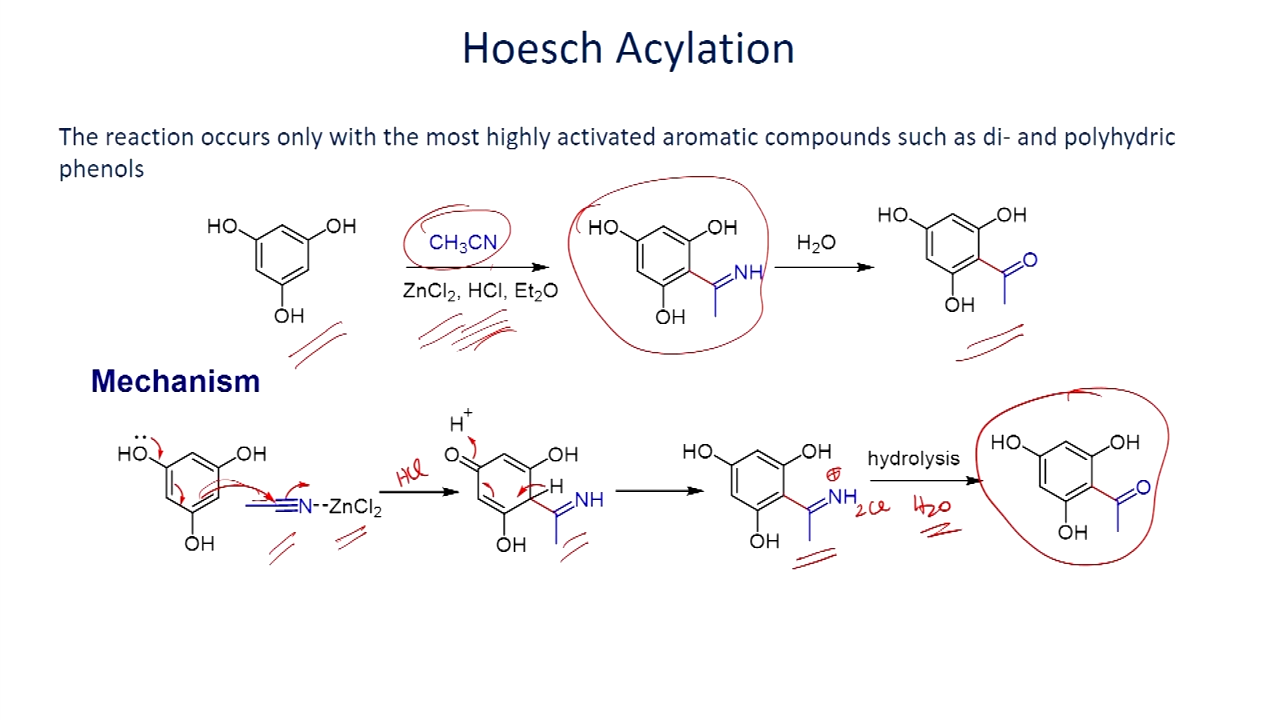 Hoesch Acylation
The reaction occurs only with the most highly activated aromatic compounds such as di- and polyhydric
phenols
HO OH OH
CH₃CN
ZnCl₂, HCl, Et₂O
HO OH NH OH
H₂O
HO OH O OH
Mechanism
HO OH N--ZnCl₂ OH
HCl
H⁺
O OH H NH OH
HO OH ⊕ NH OH
hydrolysis
H₂O
HO OH O OH